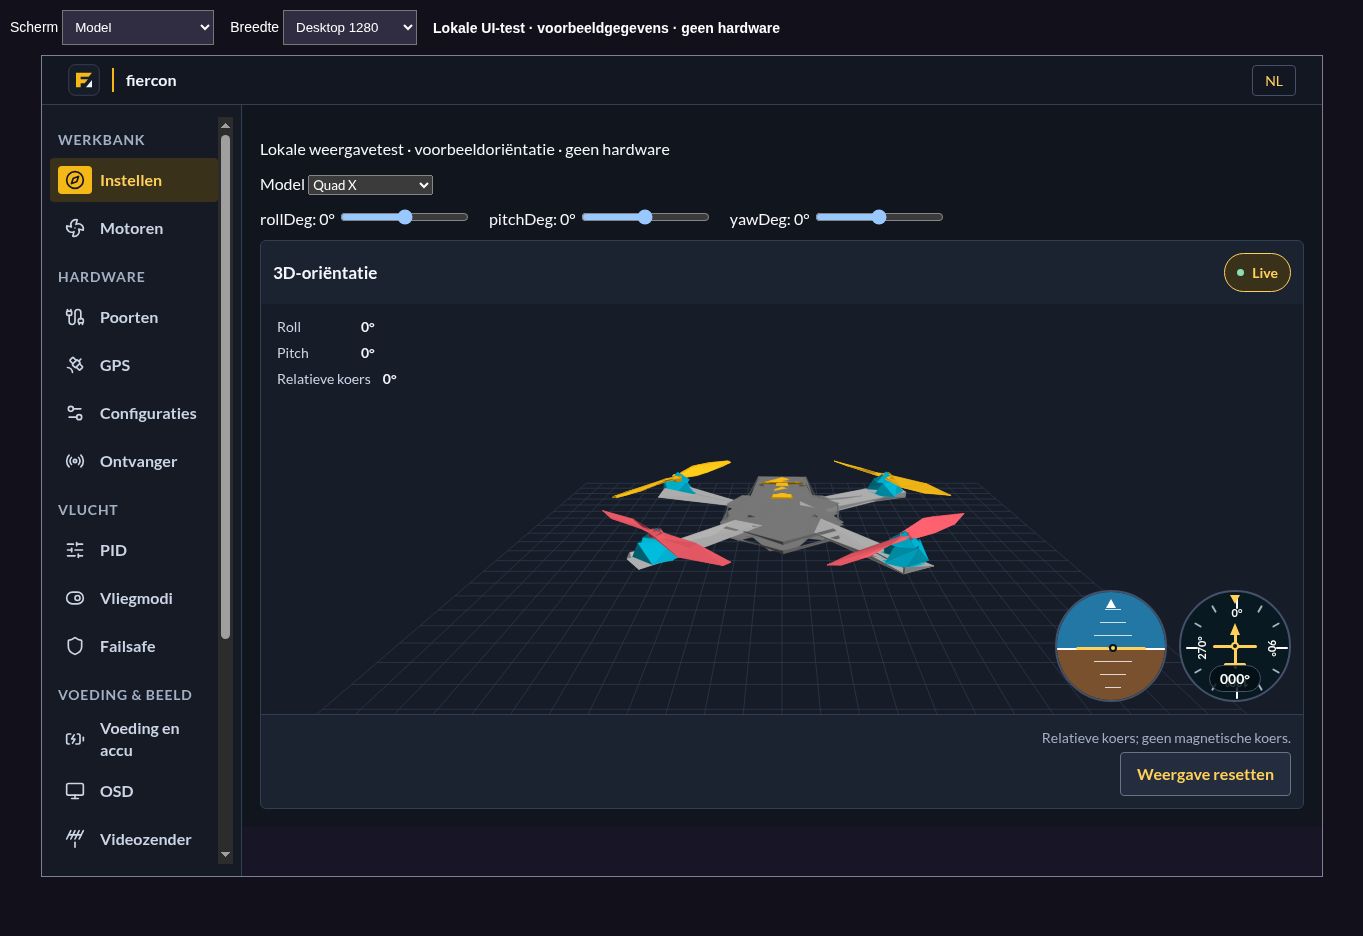 Scherm Model Breedte Desktop 1280 Lokale UI-test · voorbeeldgegevens · geen hardware
fiercon
NL
WERKBANK
Instellen
Motoren
HARDWARE
Poorten
GPS
Configuraties
Ontvanger
VLUCHT
PID
Vliegmodi
Failsafe
VOEDING & BEELD
Voeding en
accu
OSD
Videozender
Lokale weergavetest · voorbeeldoriëntatie · geen hardware
Model Quad X
rollDeg: 0° pitchDeg: 0° yawDeg: 0°
3D-oriëntatie
Live
Roll 0°
Pitch 0°
Relatieve koers 0°
0°
270° 90°
000°
Relatieve koers; geen magnetische koers.
Weergave resetten